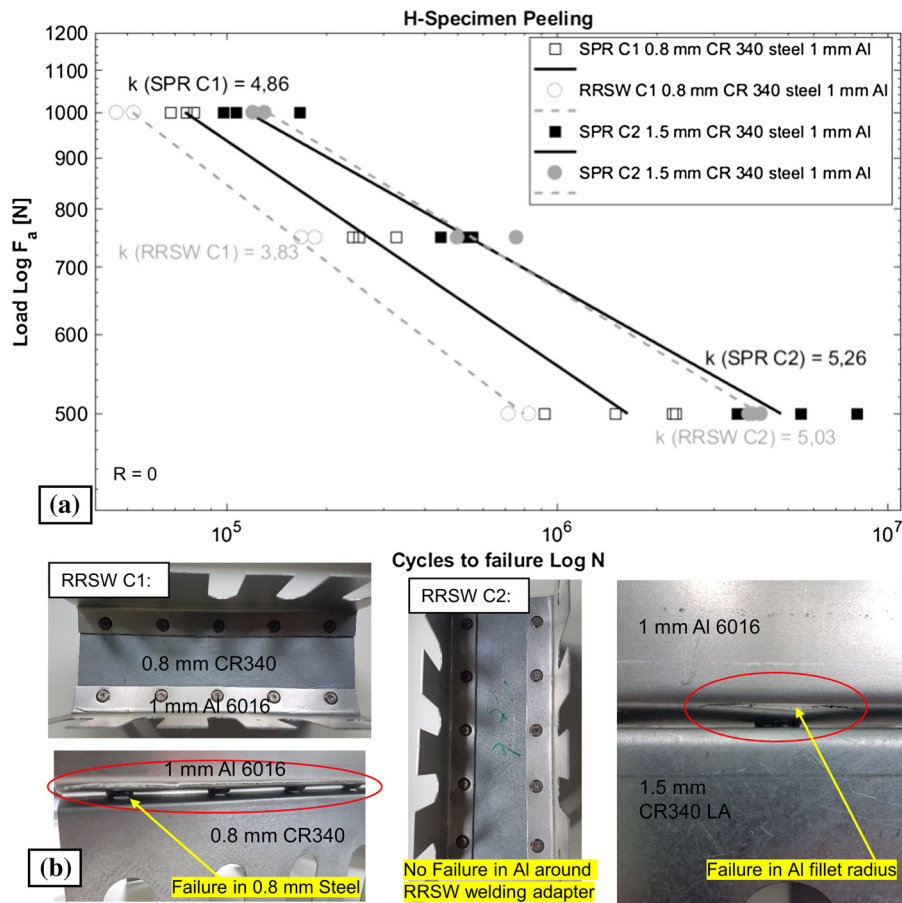 H-Specimen Peeling
Load Log Fₐ [N]
1200
1100
1000
900
800
700
600
500
k (SPR C1) = 4,86
k (RRSW C1) = 3,83
k (SPR C2) = 5,26
k (RRSW C2) = 5,03
SPR C1 0.8 mm CR 340 steel 1 mm Al
RRSW C1 0.8 mm CR 340 steel 1 mm Al
SPR C2 1.5 mm CR 340 steel 1 mm Al
SPR C2 1.5 mm CR 340 steel 1 mm Al
R = 0
(a)
10⁵
10⁶
10⁷
Cycles to failure Log N
RRSW C1:
0.8 mm CR340
1 mm Al 6016
1 mm Al 6016
0.8 mm CR340
Failure in 0.8 mm Steel
(b)
RRSW C2:
No Failure in Al around
RRSW welding adapter
1 mm Al 6016
1.5 mm
CR340 LA
Failure in Al fillet radius